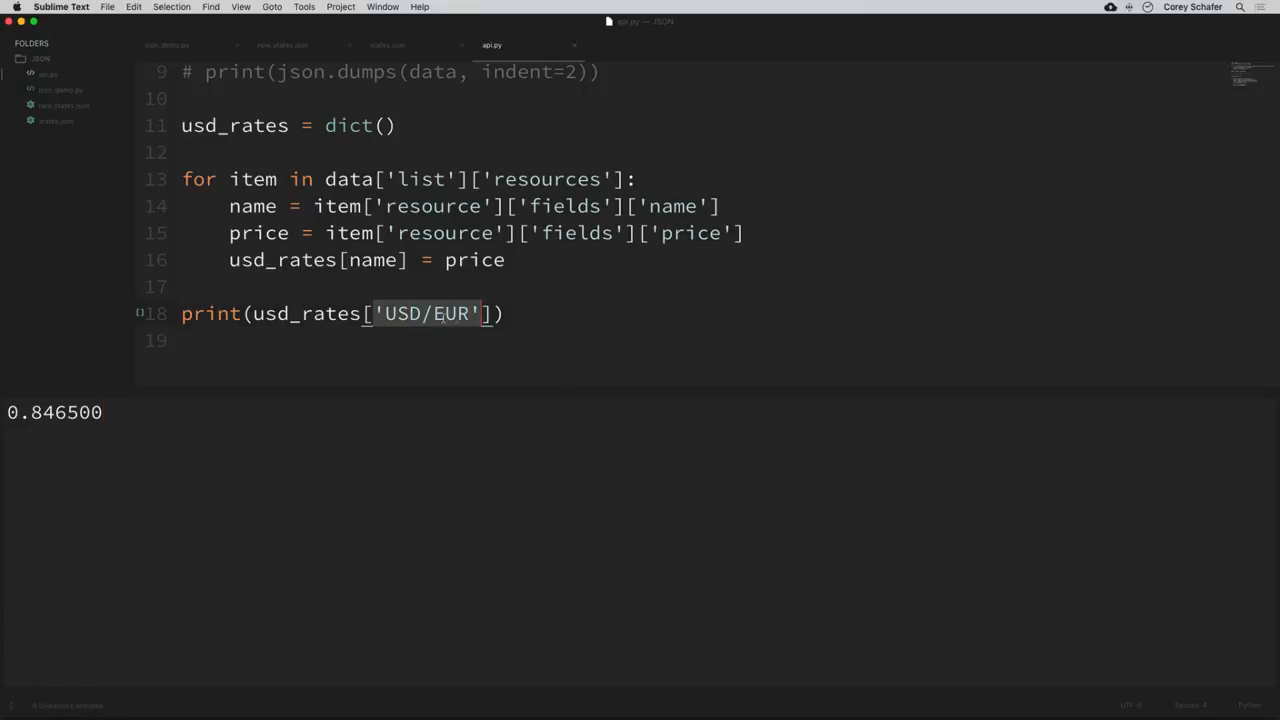 Sublime Text File Edit Selection Find View Goto Tools Project Window Help Corey Schafer
api.py — JSON
FOLDERS
JSON
api.py
json_demo.py
new_states.json
states.json
json_demo.py new_states.json states.json api.py
9 # print(json.dumps(data, indent=2))
10
11 usd_rates = dict()
12
13 for item in data['list']['resources']:
14 name = item['resource']['fields']['name']
15 price = item['resource']['fields']['price']
16 usd_rates[name] = price
17
18 print(usd_rates['USD/EUR'])
19
0.846500
9 characters selected UTF-8 Spaces: 4 Python